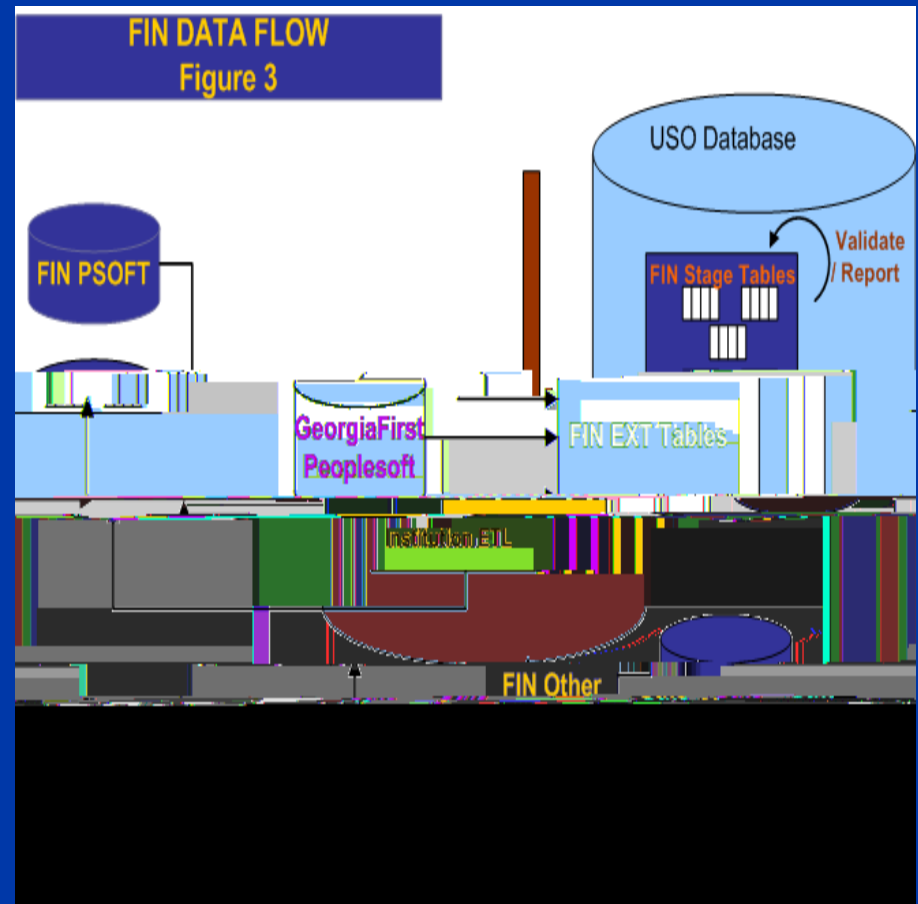 FIN DATA FLOW
Figure 3
USO Database
Validate
/ Report
FIN PSOFT
FIN Stage Tables
GeorgiaFirst
Peoplesoft
FIN EXT Tables
Institution ETL
FIN Other